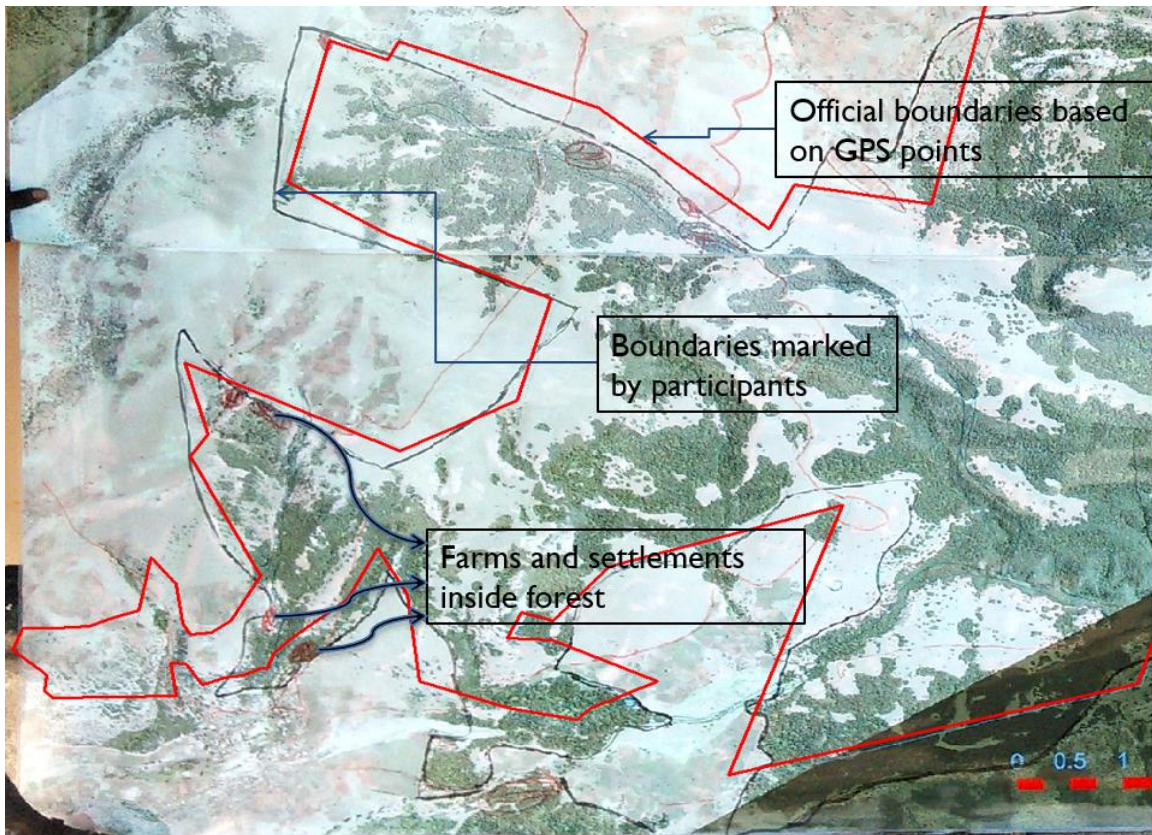 Official boundaries based
on GPS points
Boundaries marked
by participants
Farms and settlements
inside forest
0 0.5 1